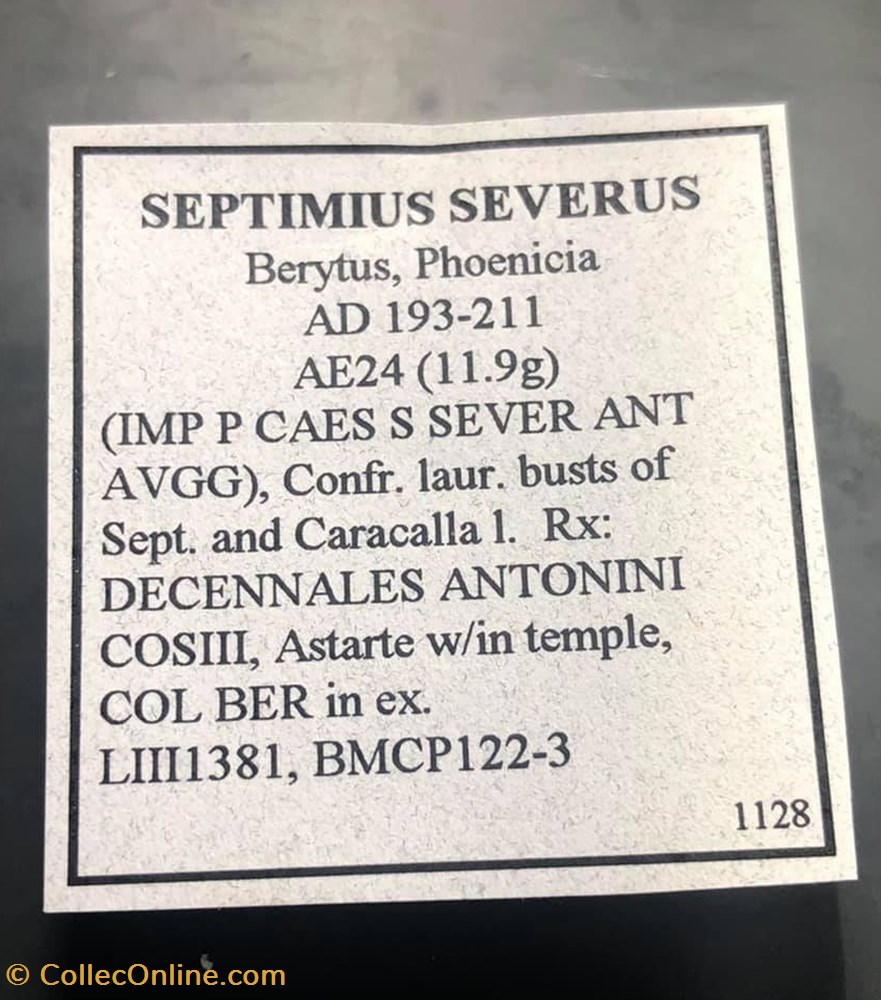 SEPTIMIUS SEVERUS
Berytus, Phoenicia
AD 193-211
AE24 (11.9g)
(IMP P CAES S SEVER ANT
AVGG), Confr. laur. busts of
Sept. and Caracalla l. Rx:
DECENNALES ANTONINI
COSIII, Astarte w/in temple,
COL BER in ex.
LIII1381, BMCP122-3
1128
© CollecOnline.com